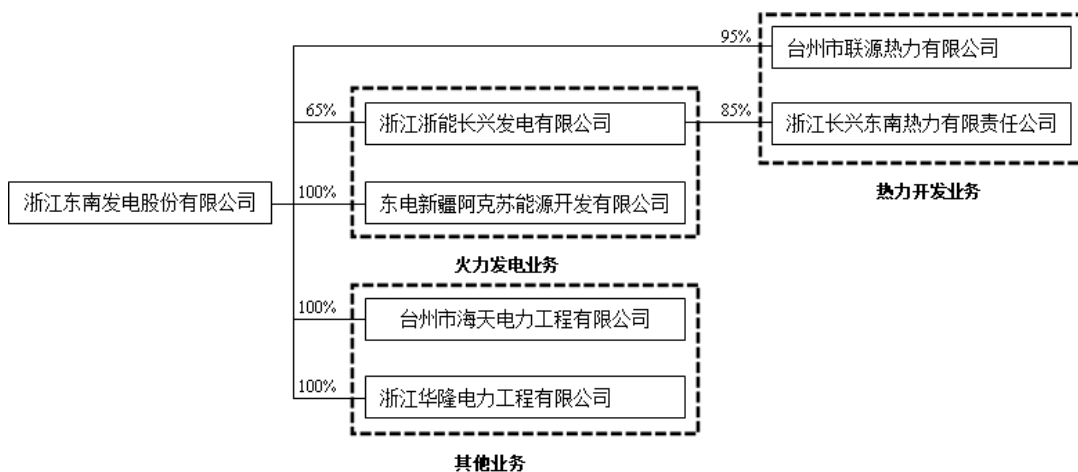 95%
台州市联源热力有限公司
65%
浙江浙能长兴发电有限公司
85%
浙江长兴东南热力有限责任公司
热力开发业务
浙江东南发电股份有限公司
100%
东电新疆阿克苏能源开发有限公司
火力发电业务
100%
台州市海天电力工程有限公司
100%
浙江华隆电力工程有限公司
其他业务